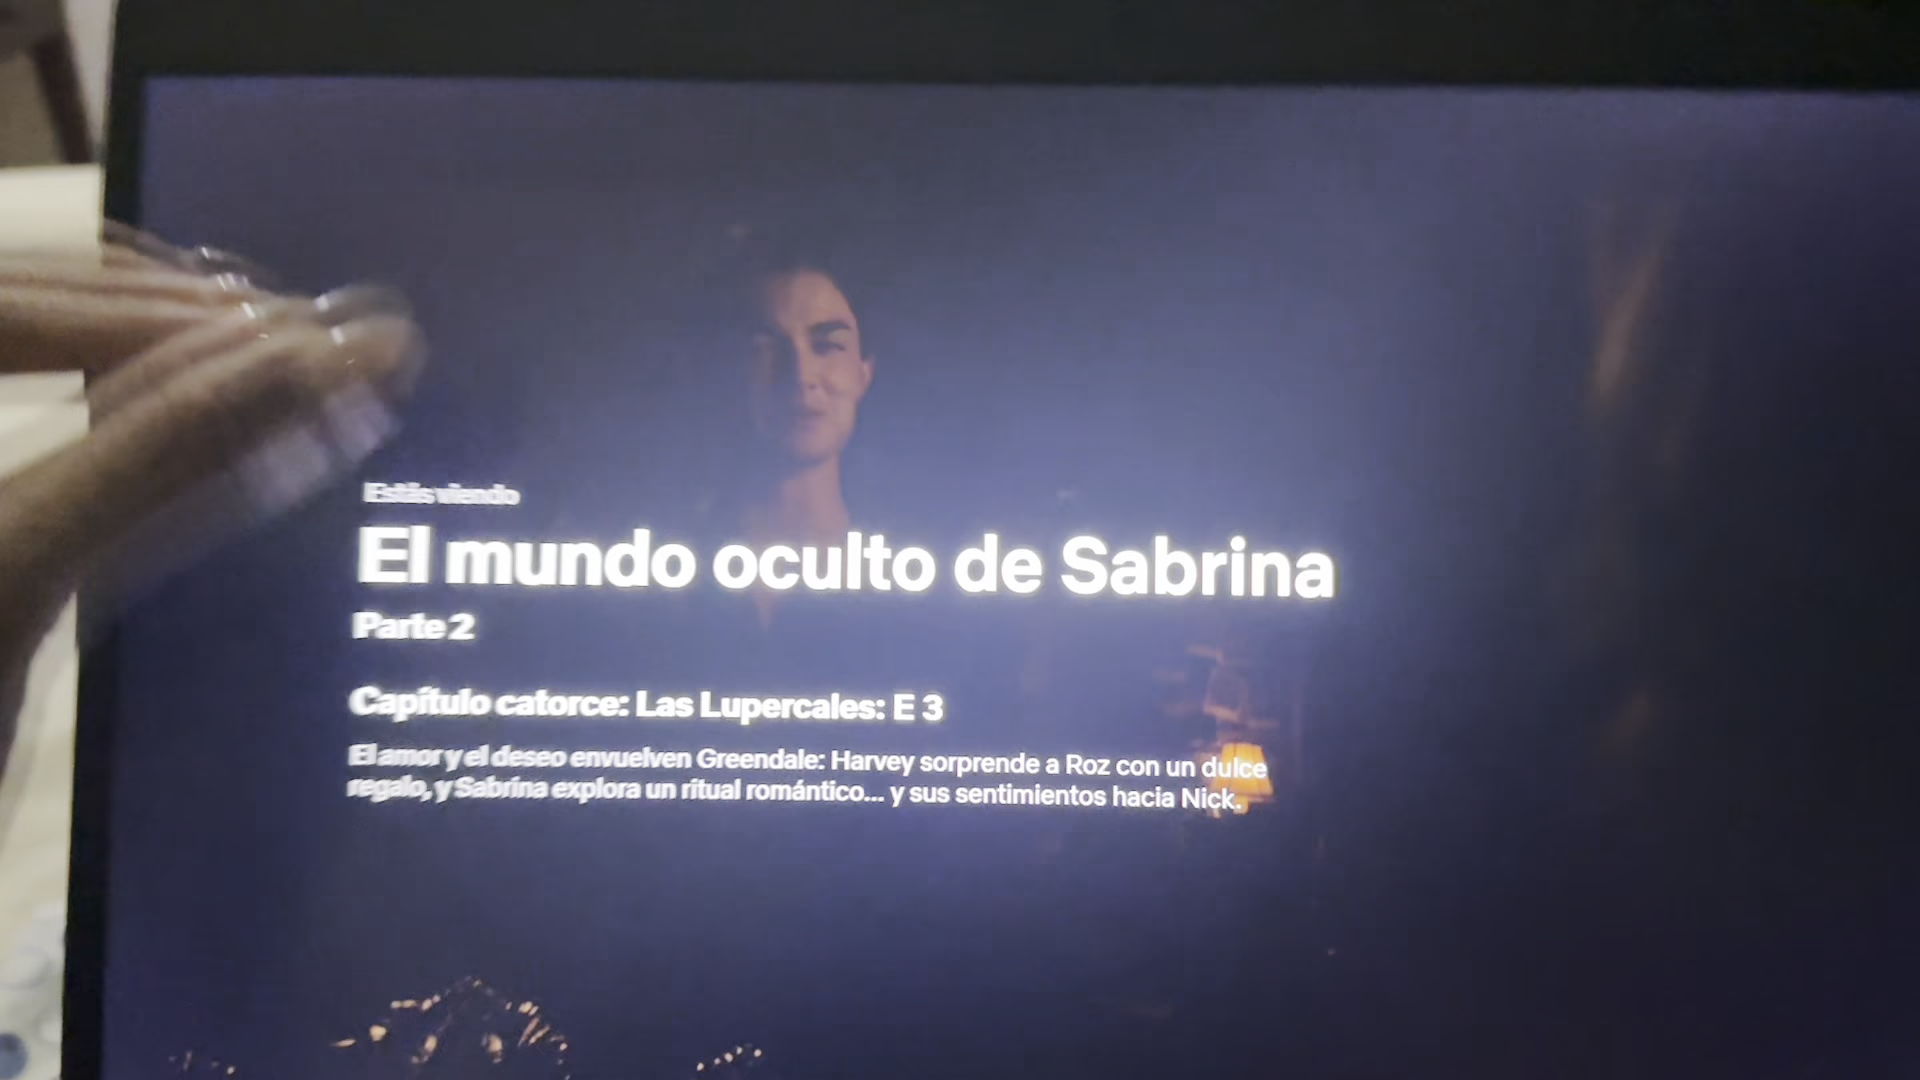 Estás viendo
El mundo oculto de Sabrina
Parte 2
Capítulo catorce: Las Lupercales: E 3
El amor y el deseo envuelven Greendale: Harvey sorprende a Roz con un dulce
regalo, y Sabrina explora un ritual romántico... y sus sentimientos hacia Nick.